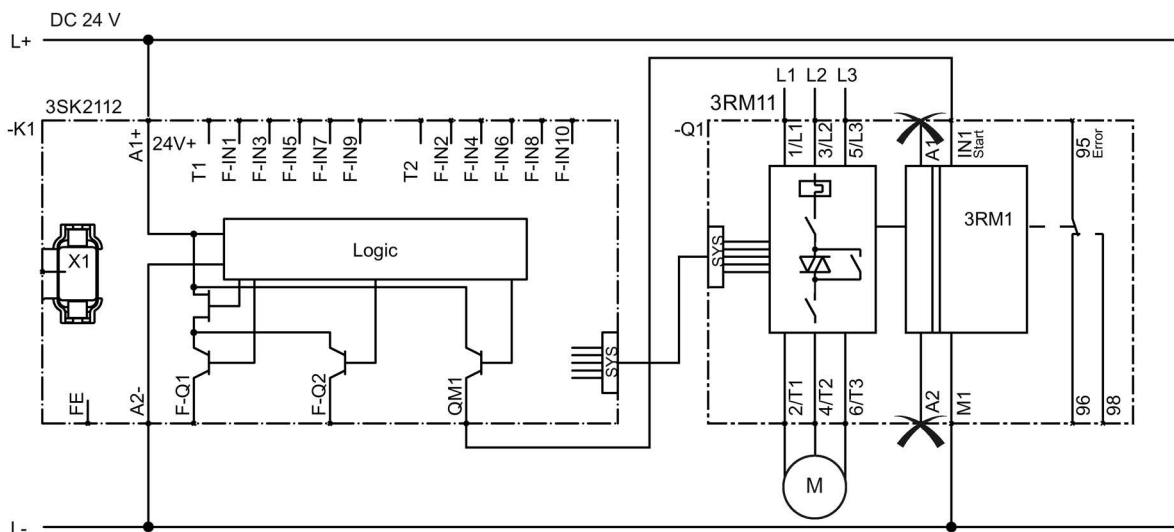 DC 24 V
L+
3SK2112
-K1
A1+
24V+
T1
F-IN1
F-IN3
F-IN5
F-IN7
F-IN9
T2
F-IN2
F-IN4
F-IN6
F-IN8
F-IN10
Logic
X1
FE
A2-
F-Q1
F-Q2
QM1
SYS
L1 L2 L3
3RM11
-Q1
1/L1
3/L2
5/L3
A1
IN1
Start
95
Error
SYS
3RM1
2/T1
4/T2
6/T3
A2
M1
96
98
M
L-